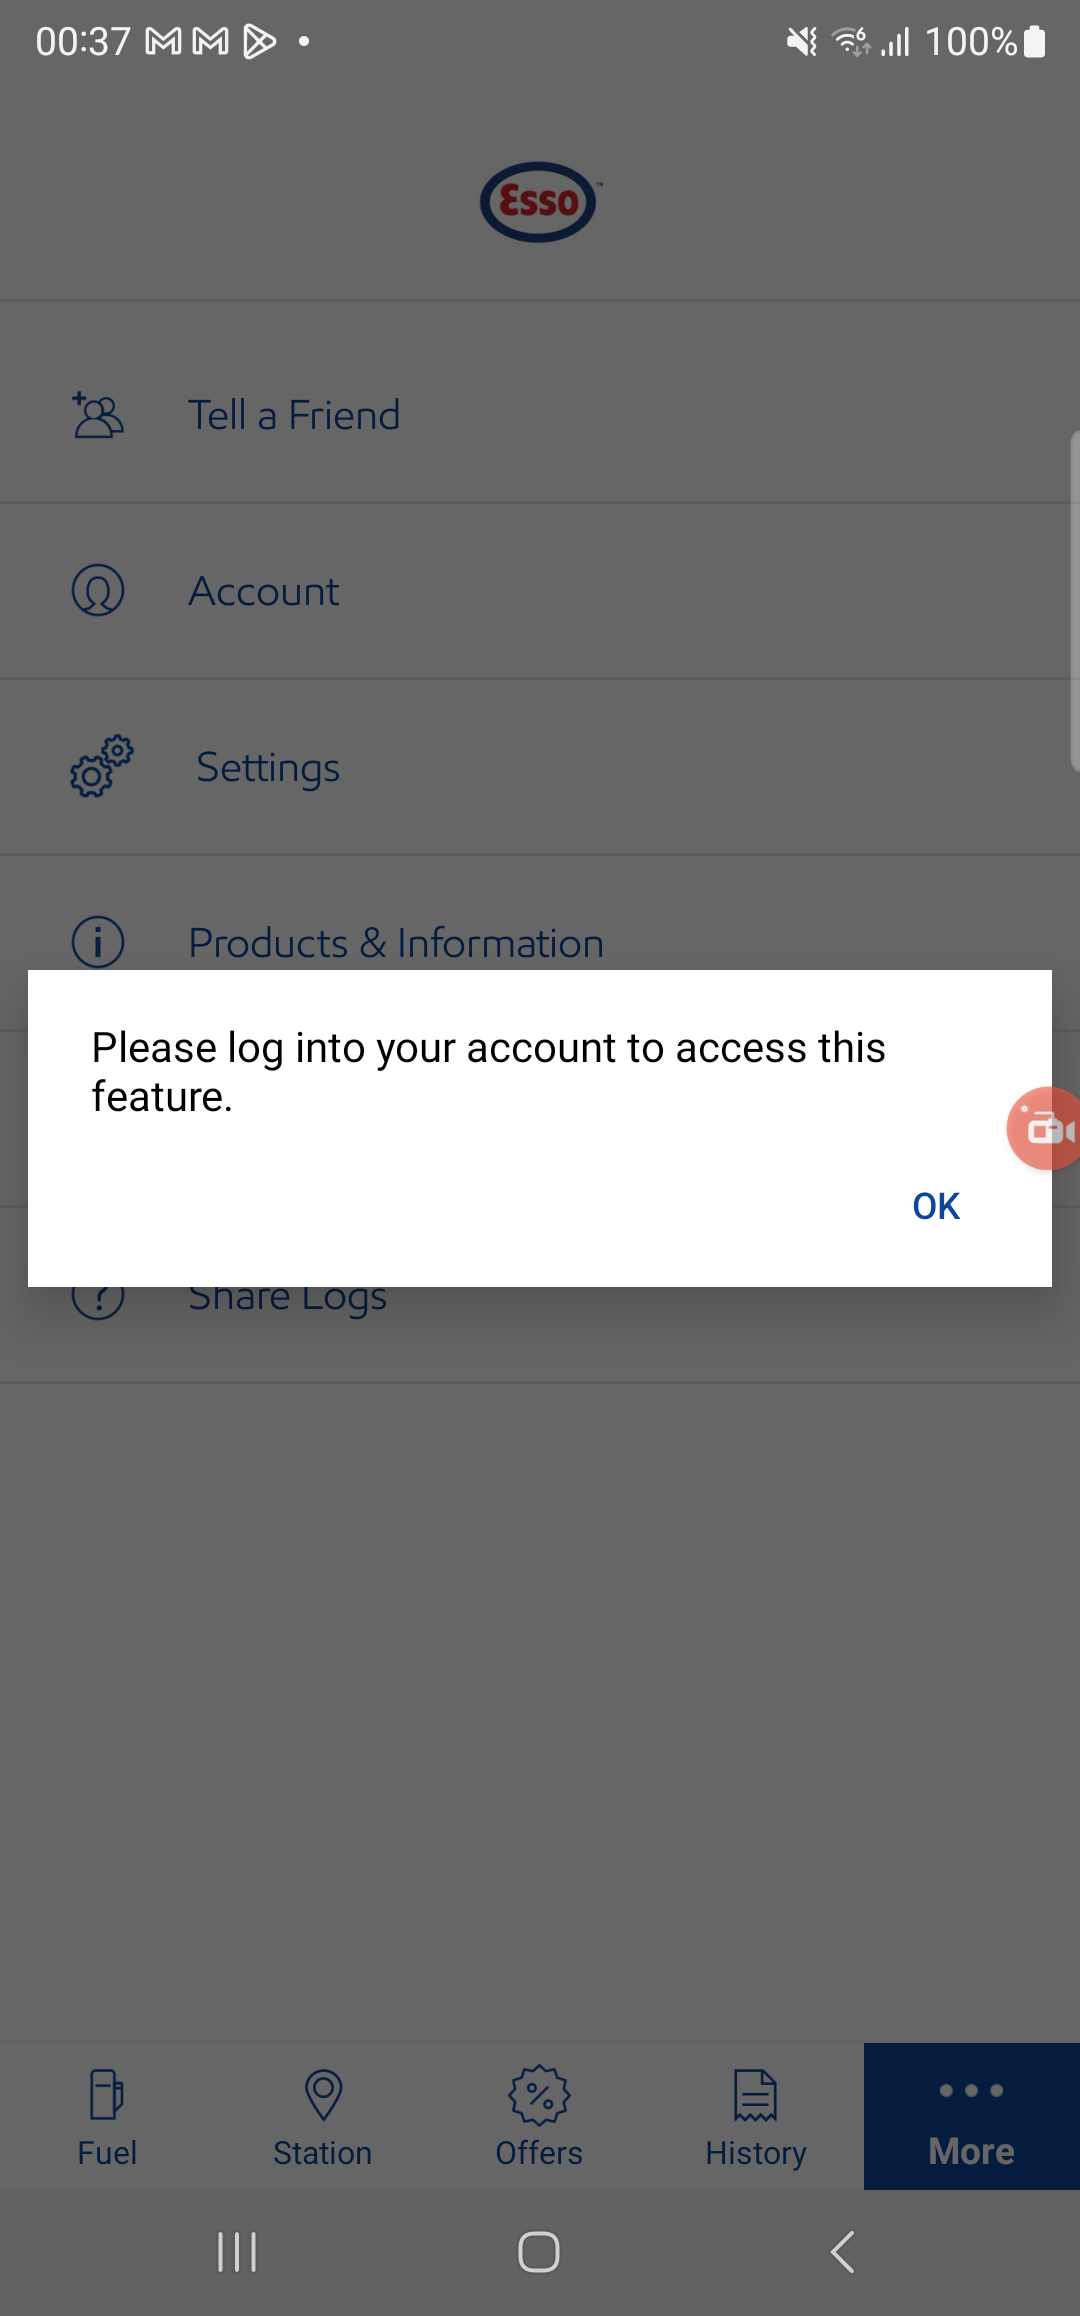 00:37
100%
Esso
Tell a Friend
Account
Settings
Products & Information
Please log into your account to access this
feature.
OK
Share Logs
Fuel
Station
Offers
History
More